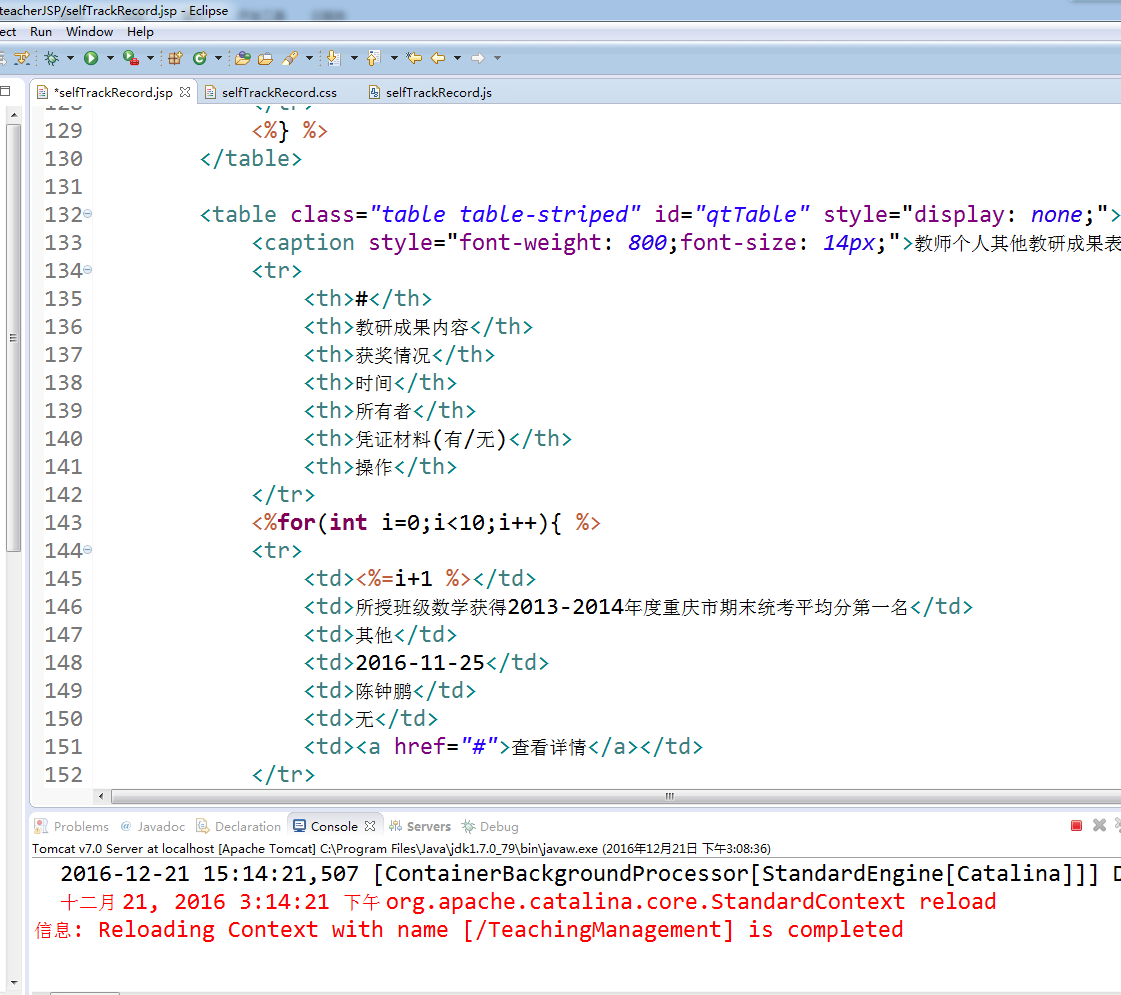 teacherJSP/selfTrackRecord.jsp - Eclipse
ect Run Window Help
*selfTrackRecord.jsp selfTrackRecord.css selfTrackRecord.js
128 </tr>
129 <%} %>
130 </table>
131
132 <table class="table table-striped" id="qtTable" style="display: none;">
133 <caption style="font-weight: 800;font-size: 14px;">教师个人其他教研成果表
134 <tr>
135 <th>#</th>
136 <th>教研成果内容</th>
137 <th>获奖情况</th>
138 <th>时间</th>
139 <th>所有者</th>
140 <th>凭证材料(有/无)</th>
141 <th>操作</th>
142 </tr>
143 <%for(int i=0;i<10;i++){ %>
144 <tr>
145 <td><%=i+1 %></td>
146 <td>所授班级数学获得2013-2014年度重庆市期末统考平均分第一名</td>
147 <td>其他</td>
148 <td>2016-11-25</td>
149 <td>陈钟鹏</td>
150 <td>无</td>
151 <td><a href="#">查看详情</a></td>
152 </tr>
Problems @ Javadoc Declaration Console Servers Debug
Tomcat v7.0 Server at localhost [Apache Tomcat] C:\Program Files\Java\jdk1.7.0_79\bin\javaw.exe (2016年12月21日 下午3:08:36)
2016-12-21 15:14:21,507 [ContainerBackgroundProcessor[StandardEngine[Catalina]]] D
十二月 21, 2016 3:14:21 下午 org.apache.catalina.core.StandardContext reload
信息: Reloading Context with name [/TeachingManagement] is completed